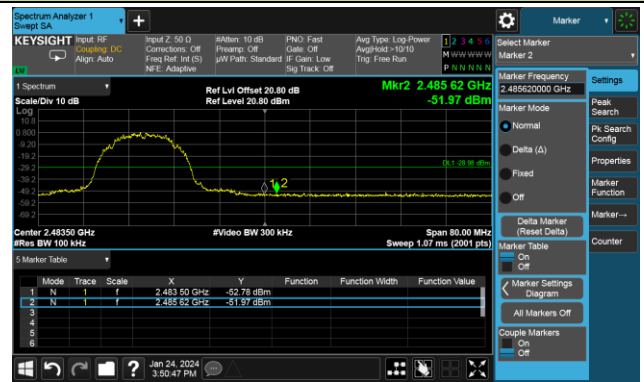 Spectrum Analyzer 1
Swept SA
Marker
KEYSIGHT
Input: RF
Coupling: DC
Align: Auto
Input Z: 50 Ω
Corrections: Off
Freq Ref: Int (S)
NFE: Adaptive
#Atten: 10 dB
Preamp: Off
µW Path: Standard
PNO: Fast
Gate: Off
IF Gain: Low
Sig Track: Off
Avg Type: Log-Power
Avg|Hold:>10/10
Trig: Free Run
1 2 3 4 5 6
M W W W W W
P N N N N N
LW
Select Marker
Marker 2
1 Spectrum
Scale/Div 10 dB
Log
Ref Lvl Offset 20.80 dB
Ref Level 20.80 dBm
Mkr2 2.485 62 GHz
-51.97 dBm
10.8
0.800
-9.20
-19.2
-29.2
-39.2
-49.2
-59.2
-69.2
DL1 -28.98 dBm
1
2
Center 2.48350 GHz
#Res BW 100 kHz
#Video BW 300 kHz
Span 80.00 MHz
Sweep 1.07 ms (2001 pts)
5 Marker Table
Mode Trace Scale X Y Function Function Width Function Value
1 N 1 f 2.483 50 GHz -52.78 dBm
2 N 1 f 2.485 62 GHz -51.97 dBm
3
4
5
6
Marker Frequency
2.485620000 GHz
Marker Mode
Normal
Delta (Δ)
Fixed
Off
Delta Marker
(Reset Delta)
Marker Table
On
Off
Marker Settings
Diagram
All Markers Off
Couple Markers
On
Off
Settings
Peak
Search
Pk Search
Config
Properties
Marker
Function
Marker→
Counter
Jan 24, 2024
3:50:47 PM